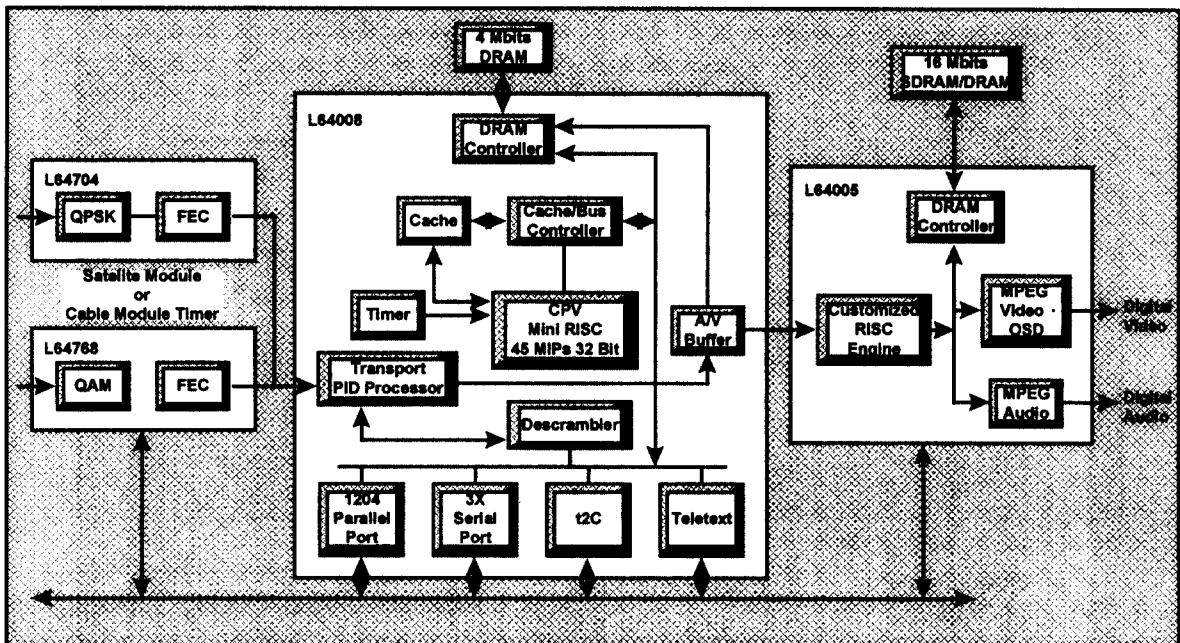 4 Mbits
DRAM
16 Mbits
SDRAM/DRAM
L64006
DRAM
Controller
L64704
QPSK
FEC
Satellite Module
or
Cable Module Timer
L64768
QAM
FEC
Cache
Cache/Bus
Controller
Timer
CPV
Mini RISC
45 MIPs 32 Bit
Transport
PID Processor
A/V
Buffer
Descrambler
1204
Parallel
Port
3X
Serial
Port
t2C
Teletext
L64005
DRAM
Controller
Customized
RISC
Engine
MPEG
Video ·
OSD
MPEG
Audio
Digital
Video
Digital
Audio